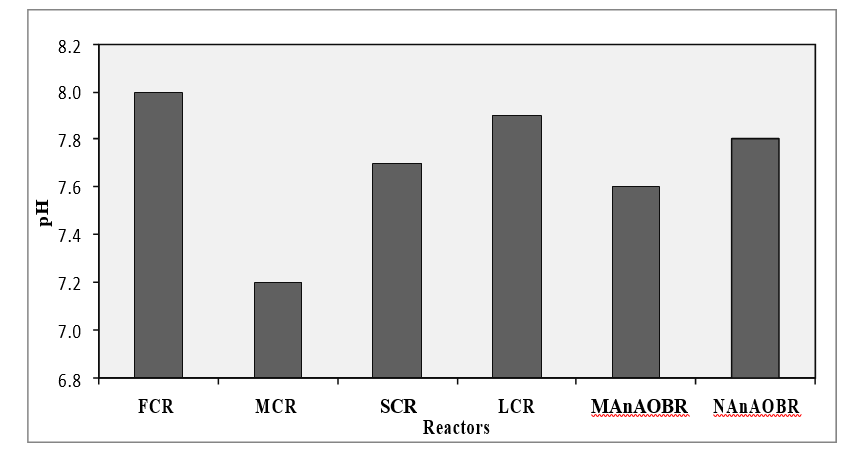 8.2
8.0
7.8
7.6
7.4
7.2
7.0
6.8
pH
FCR MCR SCR LCR MAnAOBR NAnAOBR
Reactors